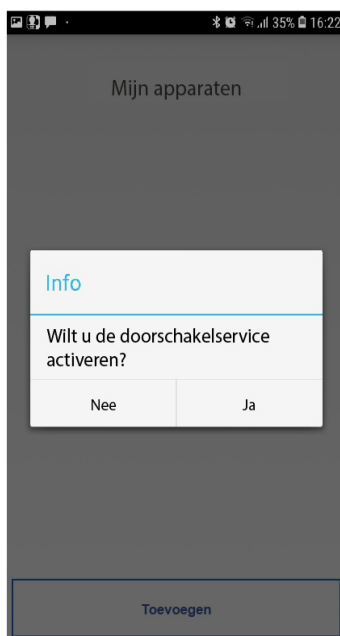 35% 16:22
Mijn apparaten
Info
Wilt u de doorschakelservice
activeren?
Nee Ja
Toevoegen